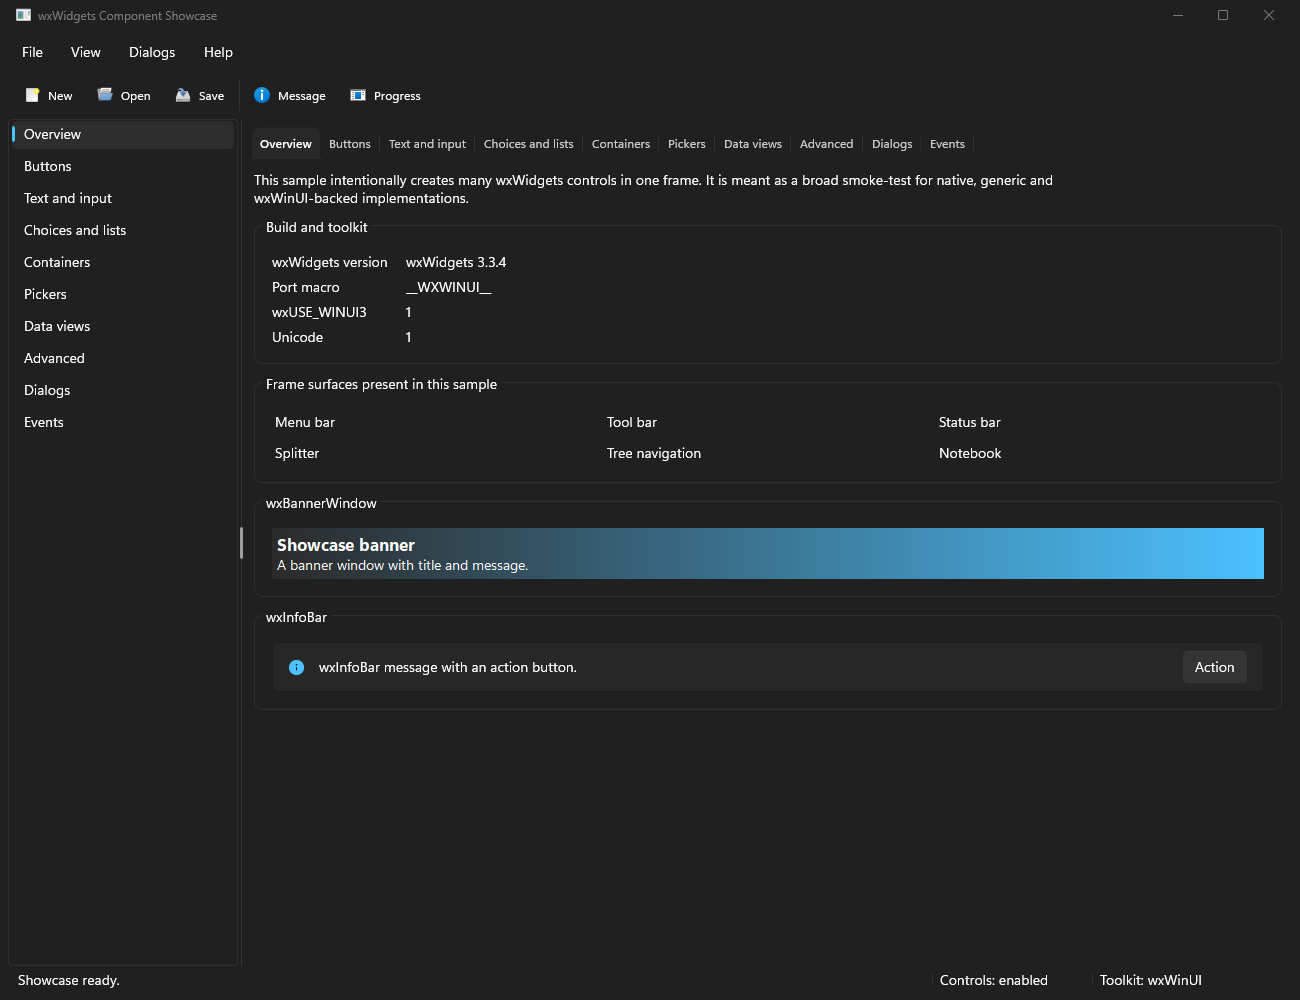 wxWidgets Component Showcase
File View Dialogs Help
New Open Save Message Progress
Overview
Buttons
Text and input
Choices and lists
Containers
Pickers
Data views
Advanced
Dialogs
Events
Overview Buttons Text and input Choices and lists Containers Pickers Data views Advanced Dialogs Events
This sample intentionally creates many wxWidgets controls in one frame. It is meant as a broad smoke-test for native, generic and
wxWinUI-backed implementations.
Build and toolkit
wxWidgets version wxWidgets 3.3.4
Port macro __WXWINUI__
wxUSE_WINUI3 1
Unicode 1
Frame surfaces present in this sample
Menu bar Tool bar Status bar
Splitter Tree navigation Notebook
wxBannerWindow
Showcase banner
A banner window with title and message.
wxInfoBar
wxInfoBar message with an action button. Action
Showcase ready. Controls: enabled Toolkit: wxWinUI